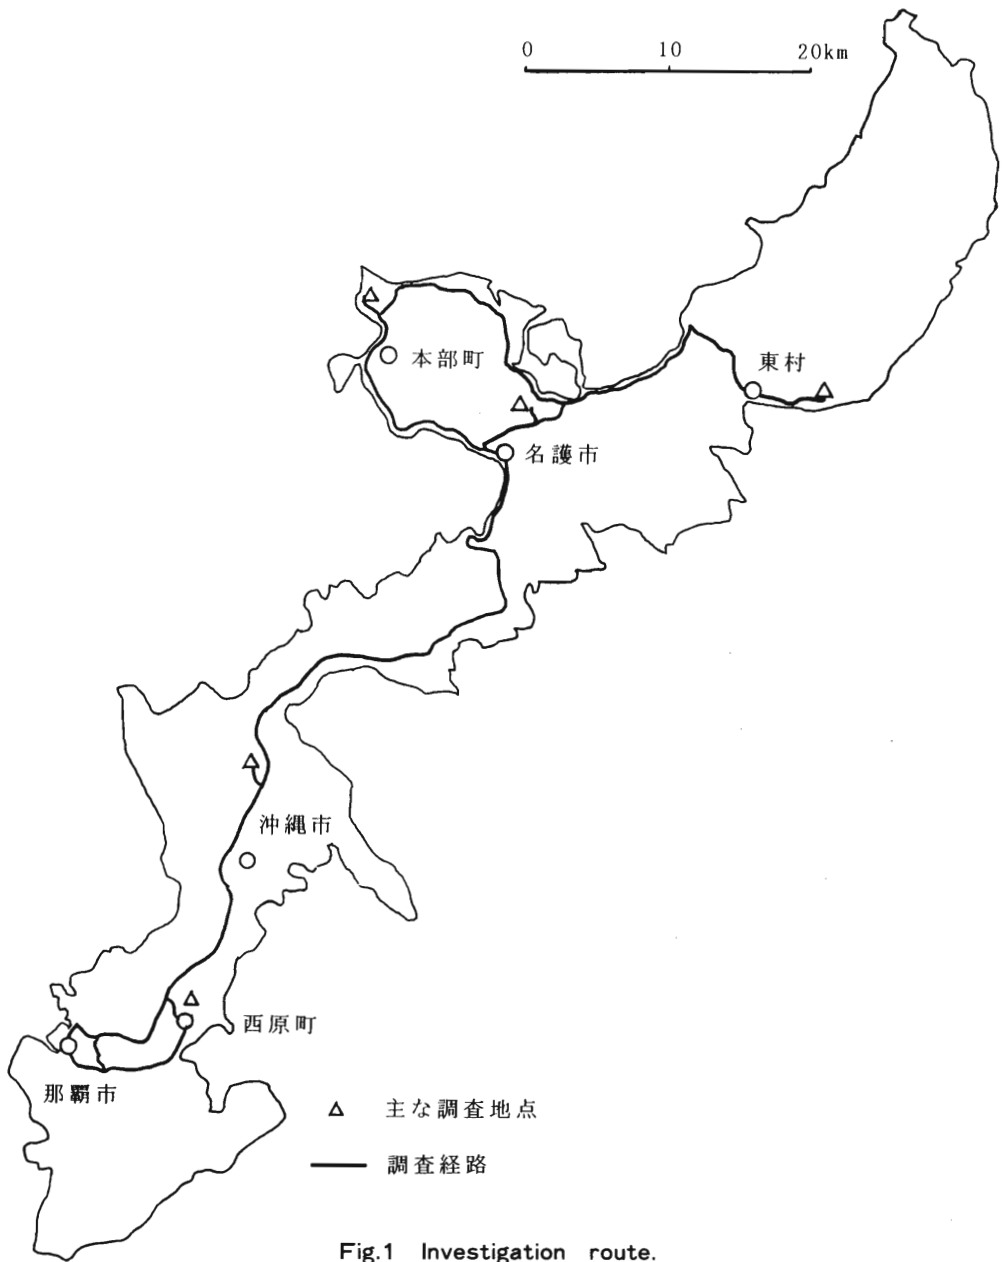 0 10 20km
本部町
東村
名護市
沖縄市
西原町
那覇市
△ 主な調査地点
調査経路
Fig.1 Investigation route.